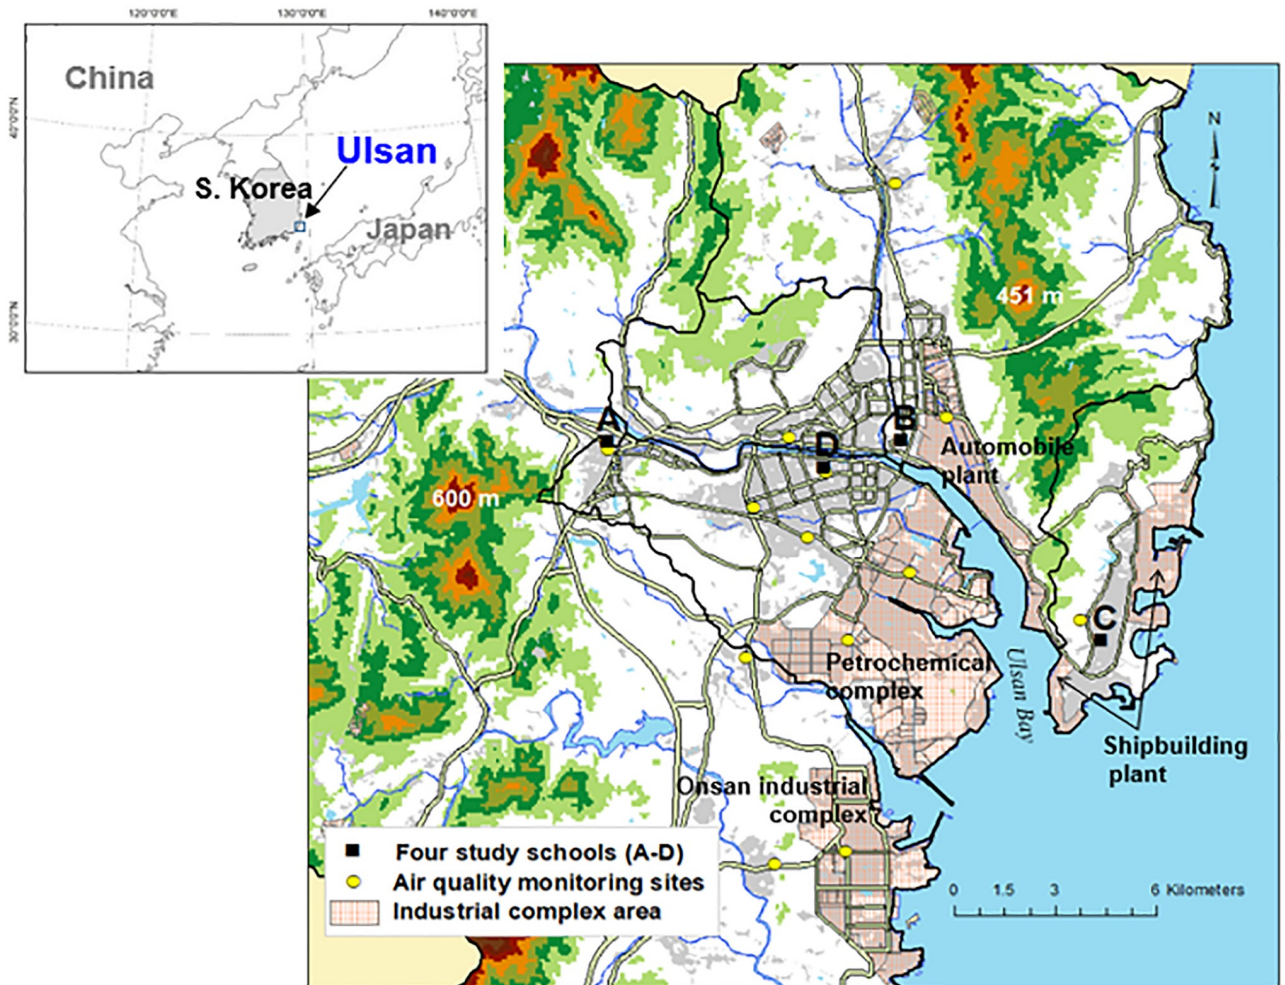 120°0'0"E
130°0'0"E
140°0'0"E
40°0'0"N
30°0'0"N
China
Ulsan
S. Korea
Japan
N
451 m
600 m
A
B
D
C
Automobile
plant
Petrochemical
complex
Ulsan Bay
Shipbuilding
plant
Onsan industrial
complex
Four study schools (A-D)
Air quality monitoring sites
Industrial complex area
0 1.5 3 6 Kilometers